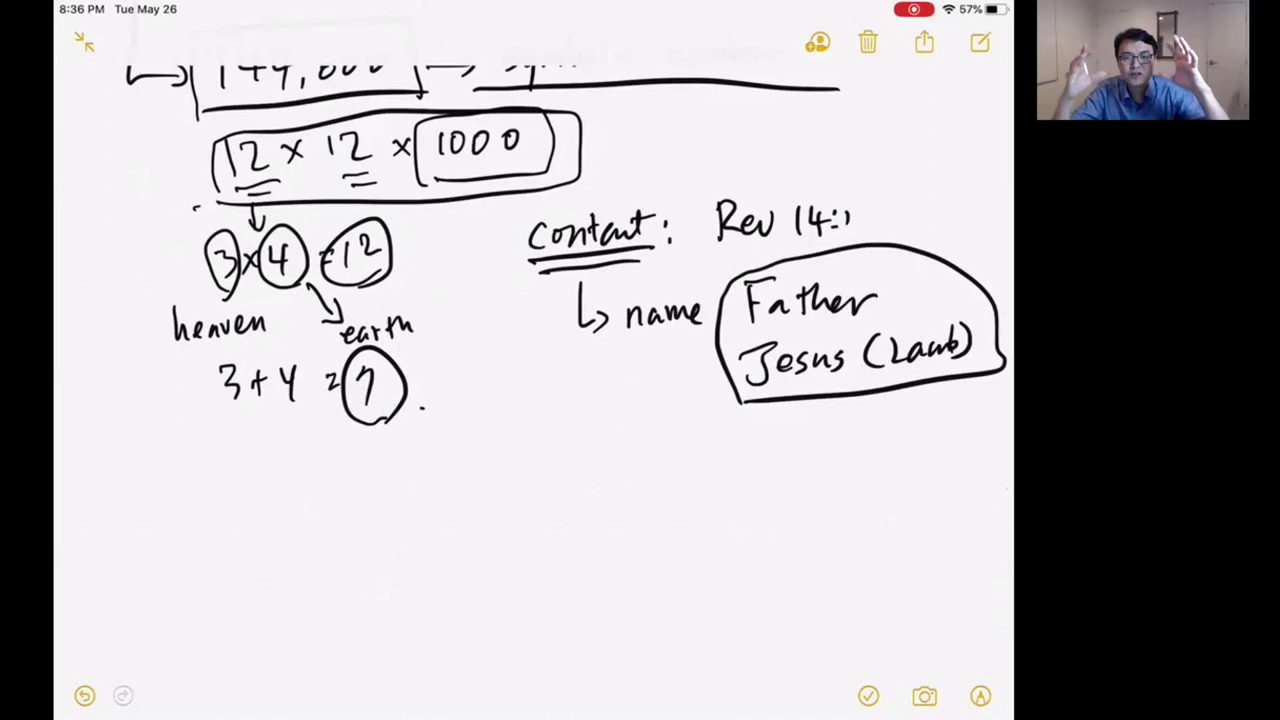 8:36 PM Tue May 26
57%
144,000
12 x 12 x 1000
3 x 4 = 12
heaven
earth
3 + 4 = 7
content: Rev 14:1
name
Father
Jesus (Lamb)